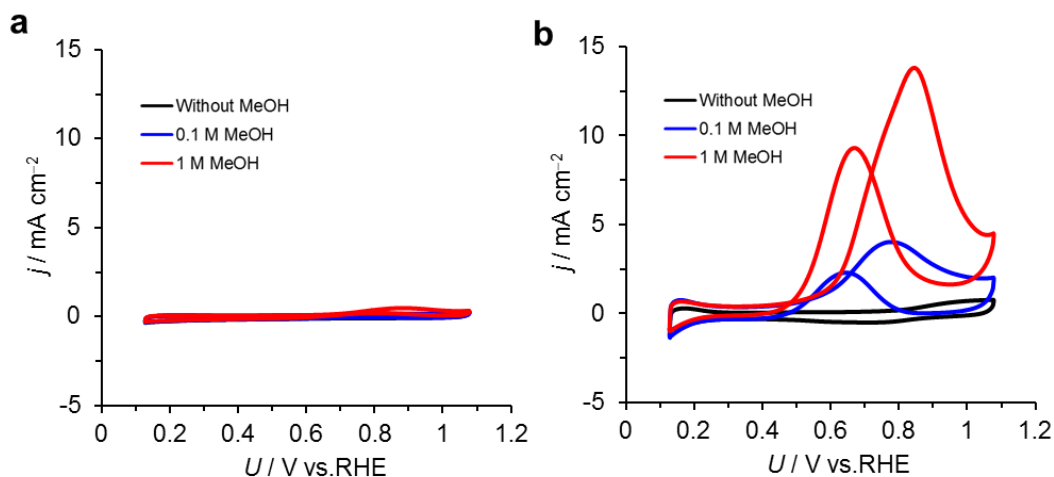 a
15
10
5
0
-5
j / mA cm−2
Without MeOH
0.1 M MeOH
1 M MeOH
0 0.2 0.4 0.6 0.8 1 1.2
U / V vs.RHE
b
15
10
5
0
-5
j / mA cm−2
Without MeOH
0.1 M MeOH
1 M MeOH
0 0.2 0.4 0.6 0.8 1 1.2
U / V vs.RHE